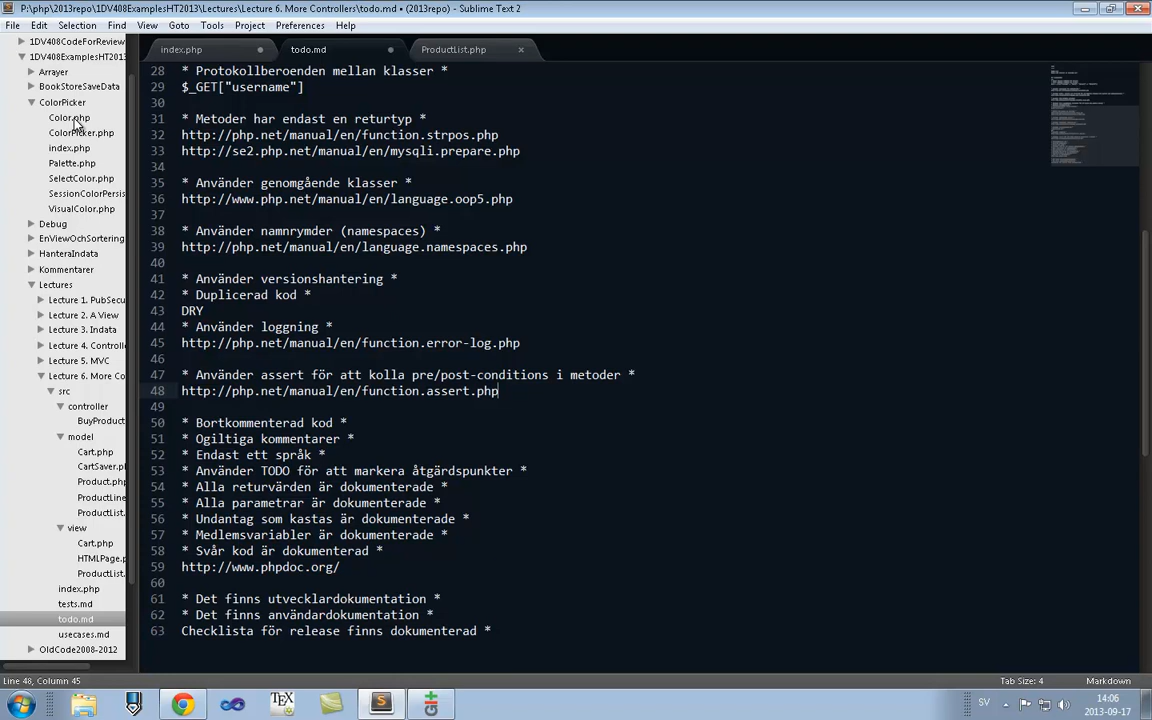 P:\php\2013repo\1DV408ExamplesHT2013\Lectures\Lecture 6. More Controllers\todo.md • (2013repo) - Sublime Text 2
File Edit Selection Find View Goto Tools Project Preferences Help
index.php todo.md ProductList.php
1DV408CodeForReview
1DV408ExamplesHT2013
Arrayer
BookStoreSaveData
ColorPicker
Color.php
ColorPicker.php
index.php
Palette.php
SelectColor.php
SessionColorPersis
VisualColor.php
Debug
EnViewOchSortering
HanteraIndata
Kommentarer
Lectures
Lecture 1. PubSecu
Lecture 2. A View
Lecture 3. Indata
Lecture 4. Controlle
Lecture 5. MVC
Lecture 6. More Co
src
controller
BuyProduct
model
Cart.php
CartSaver.ph
Product.php
ProductLine
ProductList.
view
Cart.php
HTMLPage.p
ProductList.
index.php
tests.md
todo.md
usecases.md
OldCode2008-2012
28 * Protokollberoenden mellan klasser *
29 $_GET["username"]
30
31 * Metoder har endast en returtyp *
32 http://php.net/manual/en/function.strpos.php
33 http://se2.php.net/manual/en/mysqli.prepare.php
34
35 * Använder genomgående klasser *
36 http://www.php.net/manual/en/language.oop5.php
37
38 * Använder namnrymder (namespaces) *
39 http://php.net/manual/en/language.namespaces.php
40
41 * Använder versionshantering *
42 * Duplicerad kod *
43 DRY
44 * Använder loggning *
45 http://php.net/manual/en/function.error-log.php
46
47 * Använder assert för att kolla pre/post-conditions i metoder *
48 http://php.net/manual/en/function.assert.php
49
50 * Bortkommenterad kod *
51 * Ogiltiga kommentarer *
52 * Endast ett språk *
53 * Använder TODO för att markera åtgärdspunkter *
54 * Alla returvärden är dokumenterade *
55 * Alla parametrar är dokumenterade *
56 * Undantag som kastas är dokumenterade *
57 * Medlemsvariabler är dokumenterade *
58 * Svår kod är dokumenterad *
59 http://www.phpdoc.org/
60
61 * Det finns utvecklardokumentation *
62 * Det finns användardokumentation *
63 Checklista för release finns dokumenterad *
Line 48, Column 45 Tab Size: 4 Markdown
TEX SV 14:06
2013-09-17